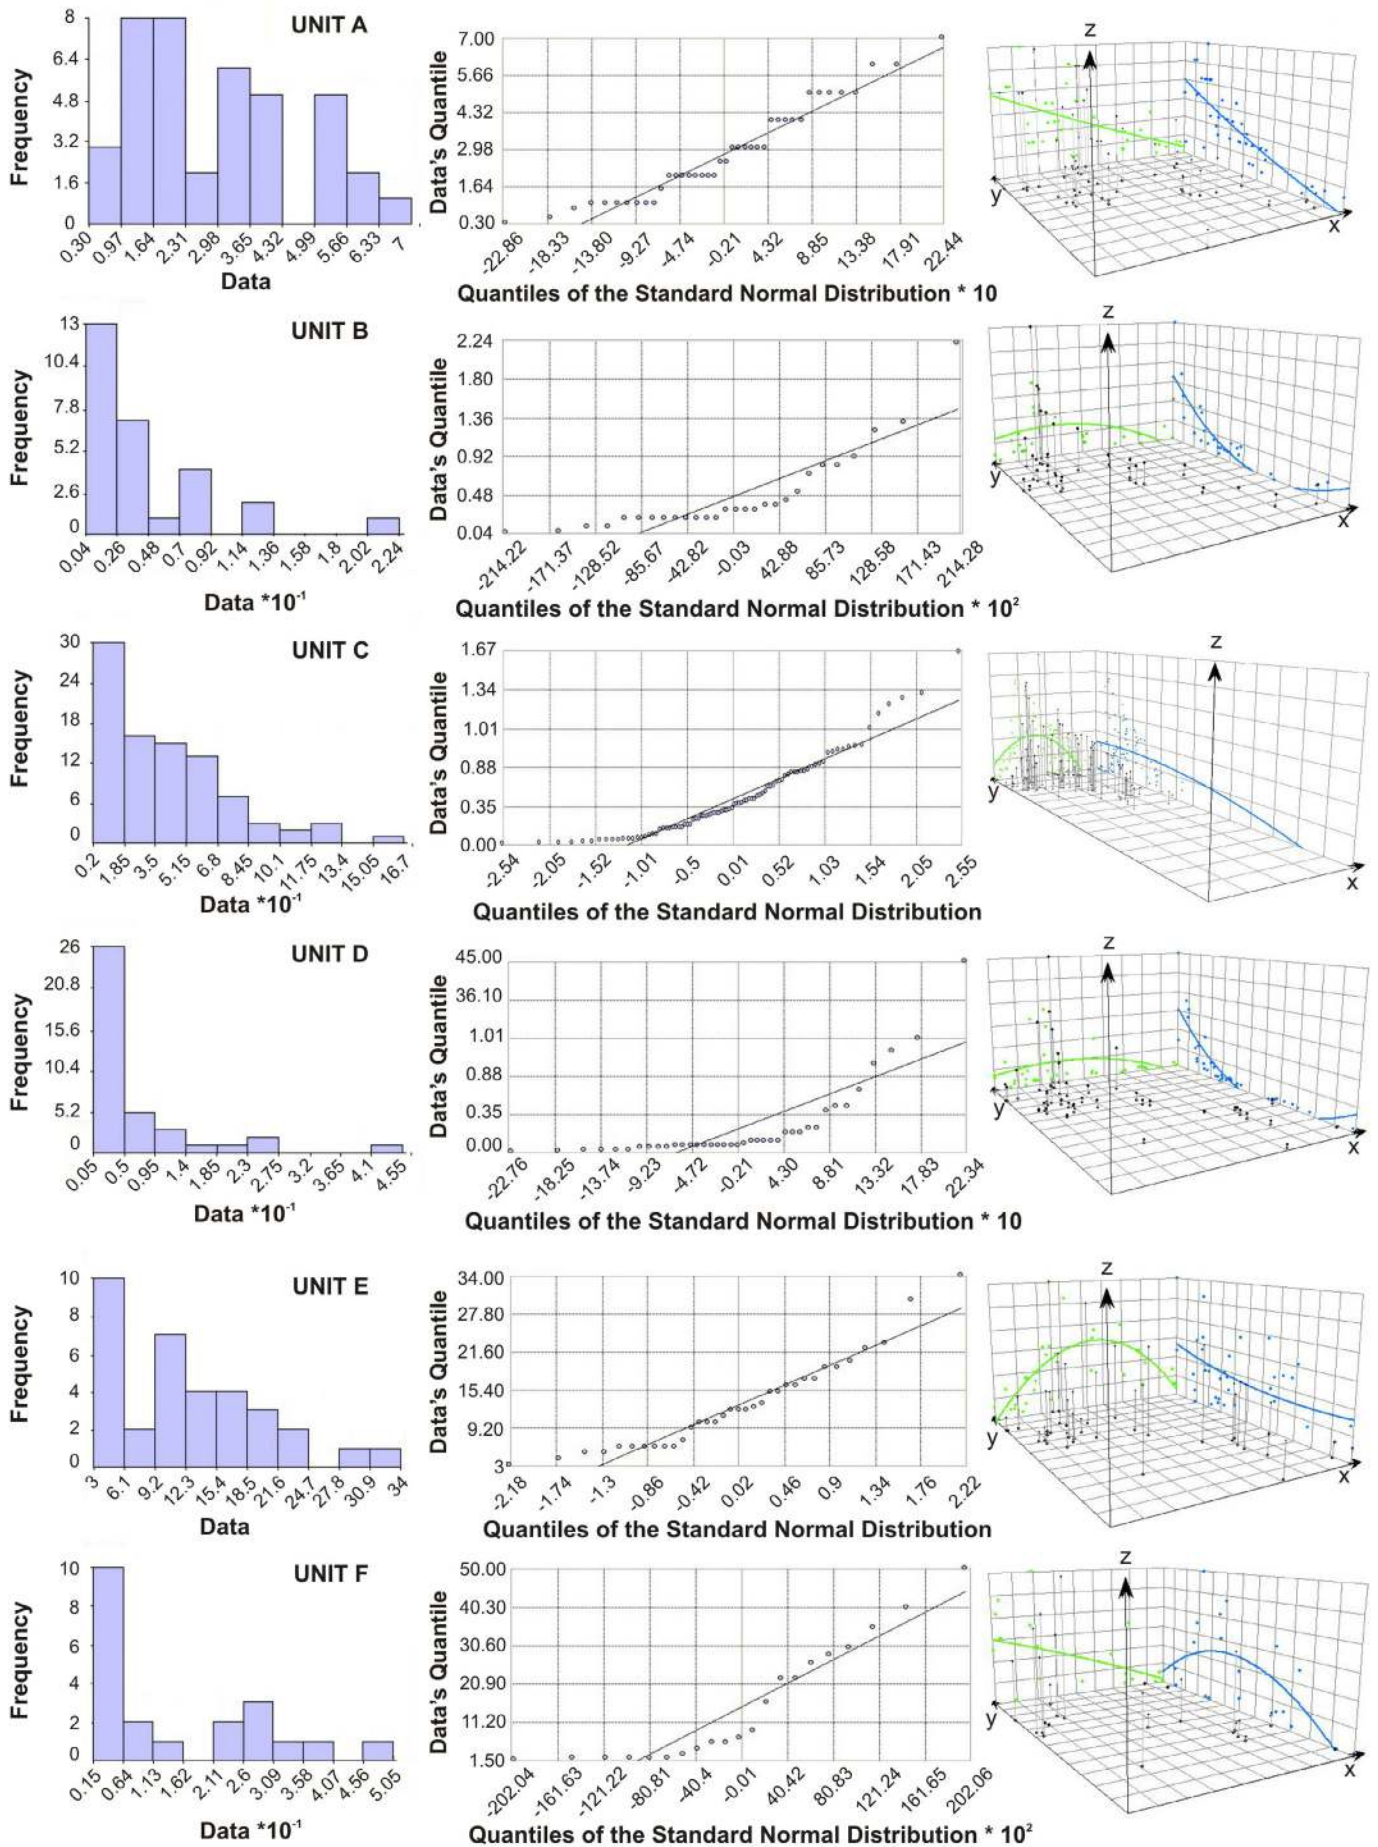 UNIT A
Frequency
8
6.4
4.8
3.2
1.6
0
0.30 0.97 1.64 2.31 2.98 3.65 4.32 4.99 5.66 6.33 7
Data
Data's Quantile
7.00
5.66
4.32
2.98
1.64
0.30
-22.86 -18.33 -13.80 -9.27 -4.74 -0.21 4.32 8.85 13.38 17.91 22.44
Quantiles of the Standard Normal Distribution * 10
z
y
x
UNIT B
Frequency
13
10.4
7.8
5.2
2.6
0
0.04 0.26 0.48 0.7 0.92 1.14 1.36 1.58 1.8 2.02 2.24
Data *10⁻¹
Data's Quantile
2.24
1.80
1.36
0.92
0.48
0.04
-214.22 -171.37 -128.52 -85.67 -42.82 -0.03 42.88 85.73 128.58 171.43 214.28
Quantiles of the Standard Normal Distribution * 10²
z
y
x
UNIT C
Frequency
30
24
18
12
6
0
0.2 1.85 3.5 5.15 6.8 8.45 10.1 11.75 13.4 15.05 16.7
Data *10⁻¹
Data's Quantile
1.67
1.34
1.01
0.88
0.35
0.00
-2.54 -2.05 -1.52 -1.01 -0.5 0.01 0.52 1.03 1.54 2.05 2.55
Quantiles of the Standard Normal Distribution
z
y
x
UNIT D
Frequency
26
20.8
15.6
10.4
5.2
0
0.05 0.5 0.95 1.4 1.85 2.3 2.75 3.2 3.65 4.1 4.55
Data *10⁻¹
Data's Quantile
45.00
36.10
1.01
0.88
0.35
0.00
-22.76 -18.25 -13.74 -9.23 -4.72 -0.21 4.30 8.81 13.32 17.83 22.34
Quantiles of the Standard Normal Distribution * 10
z
y
x
UNIT E
Frequency
10
8
6
4
2
0
3 6.1 9.2 12.3 15.4 18.5 21.6 24.7 27.8 30.9 34
Data
Data's Quantile
34.00
27.80
21.60
15.40
9.20
3
-2.18 -1.74 -1.3 -0.86 -0.42 0.02 0.46 0.9 1.34 1.76 2.22
Quantiles of the Standard Normal Distribution
z
y
x
UNIT F
Frequency
10
8
6
4
2
0
0.15 0.64 1.13 1.62 2.11 2.6 3.09 3.58 4.07 4.56 5.05
Data *10⁻¹
Data's Quantile
50.00
40.30
30.60
20.90
11.20
1.50
-202.04 -161.63 -121.22 -80.81 -40.4 -0.01 40.42 80.83 121.24 161.65 202.06
Quantiles of the Standard Normal Distribution * 10²
z
y
x